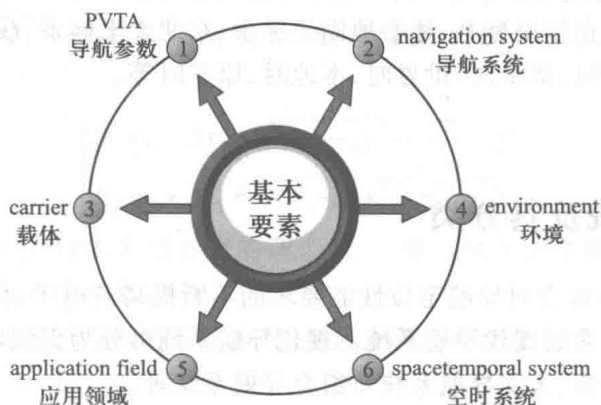 PVTA
导航参数
1
2
navigation system
导航系统
基本
要素
carrier
载体
3
4
environment
环境
application field
应用领域
5
6
spacetemporal system
空时系统